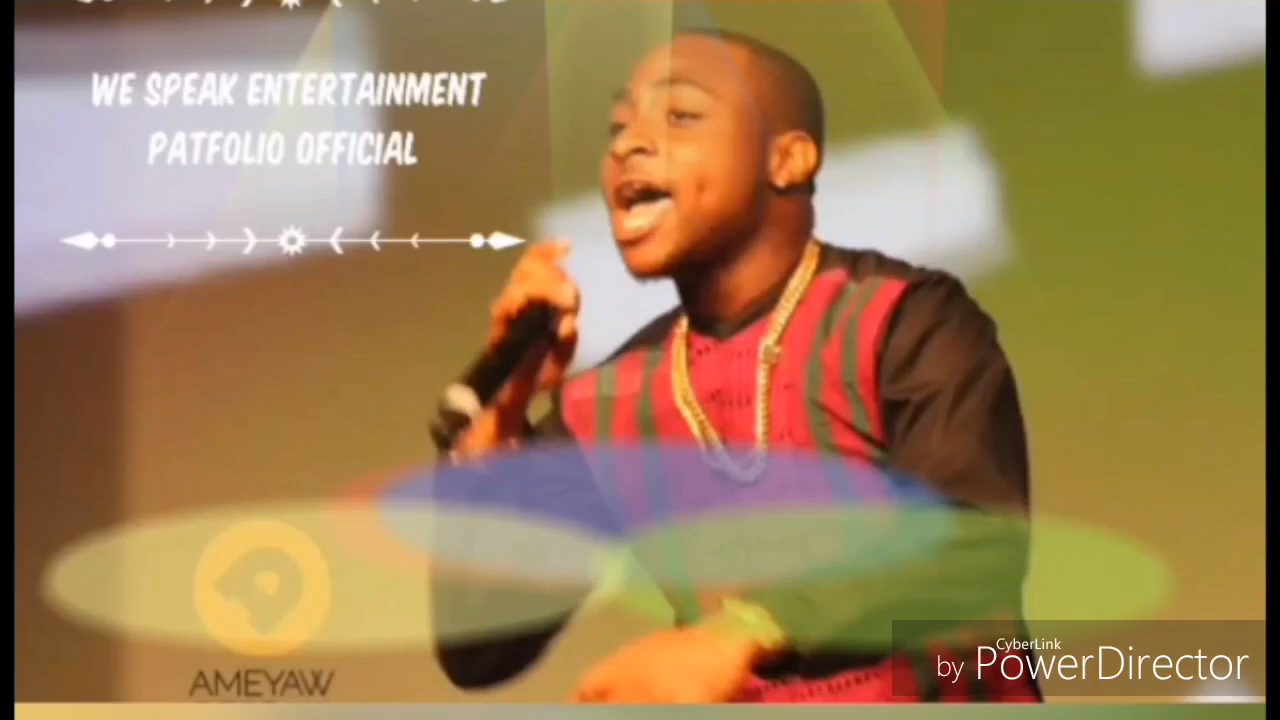 WE SPEAK ENTERTAINMENT
PATFOLIO OFFICIAL
AMEYAW
CyberLink
by PowerDirector